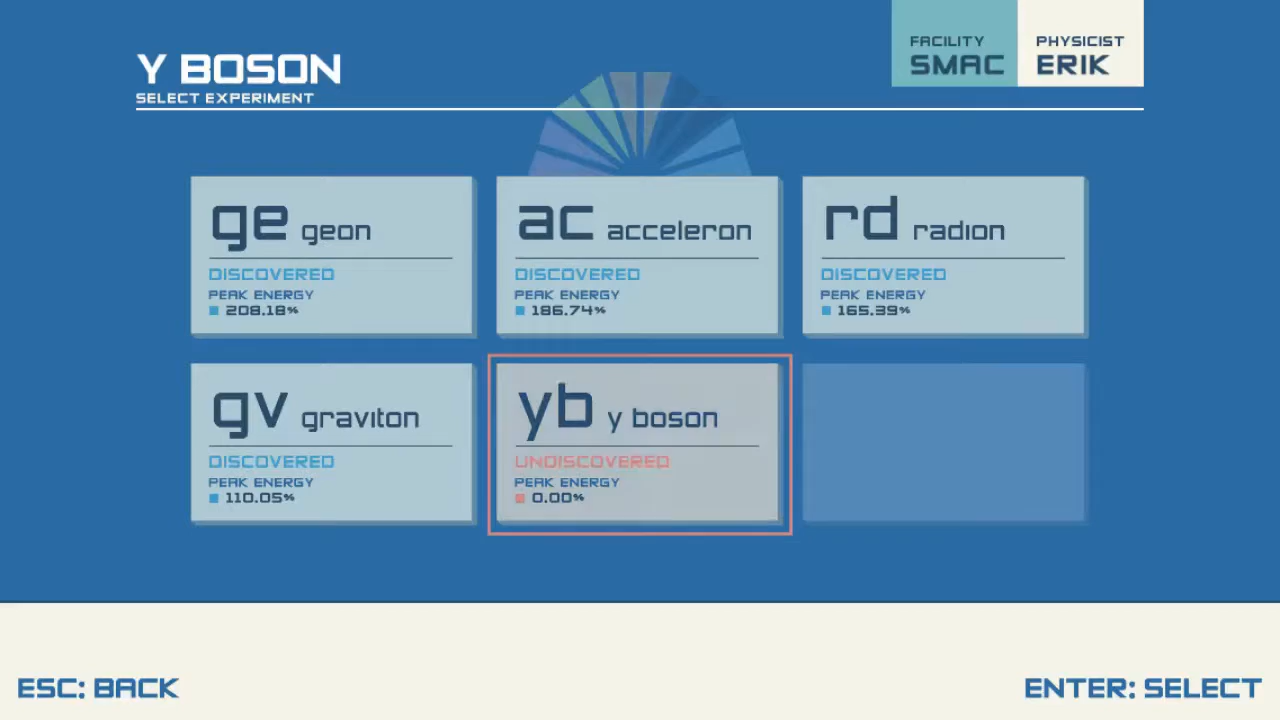 Y BOSON
SELECT EXPERIMENT
FACILITY
SMAC
PHYSICIST
ERIK
ge geon
DISCOVERED
PEAK ENERGY
208.18%
ac acceleron
DISCOVERED
PEAK ENERGY
186.74%
rd radion
DISCOVERED
PEAK ENERGY
165.39%
gv graviton
DISCOVERED
PEAK ENERGY
110.05%
yb y boson
UNDISCOVERED
PEAK ENERGY
0.00%
ESC: BACK
ENTER: SELECT